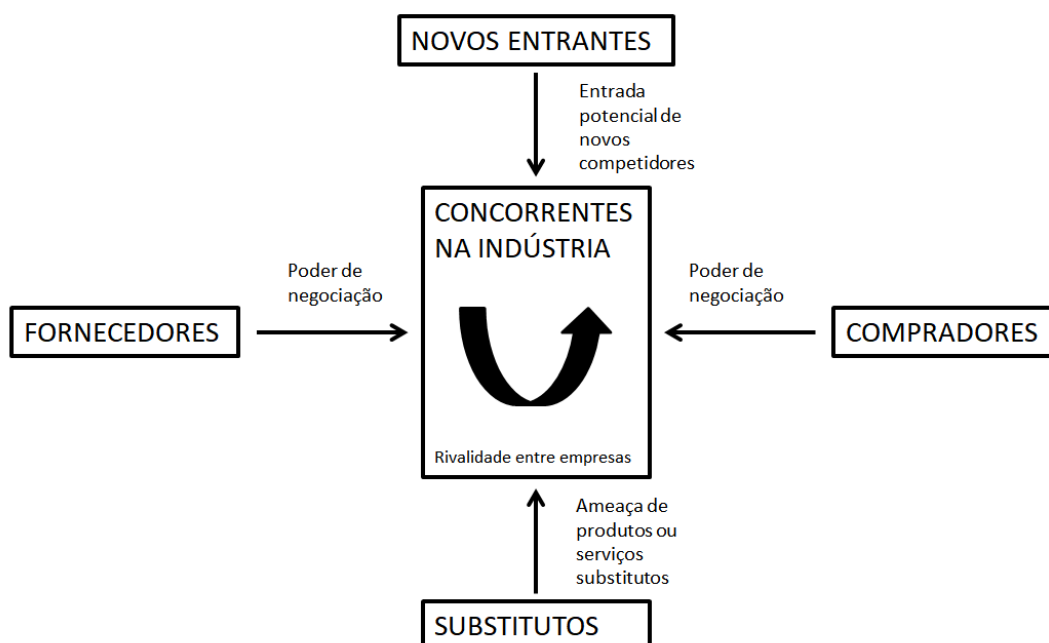 NOVOS ENTRANTES
Entrada
potencial de
novos
competidores
CONCORRENTES
NA INDÚSTRIA
Poder de
negociação
Poder de
negociação
FORNECEDORES
COMPRADORES
Rivalidade entre empresas
Ameaça de
produtos ou
serviços
substitutos
SUBSTITUTOS